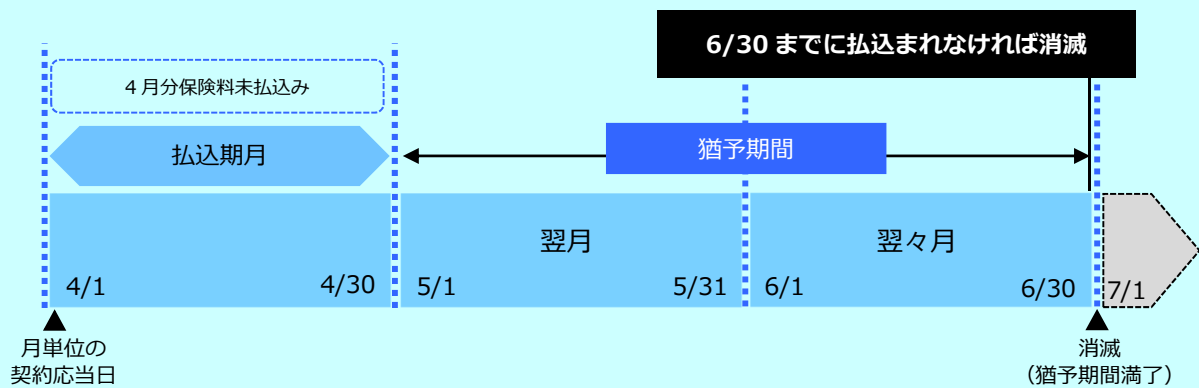 6/30 までに払込まれなければ消滅
4 月分保険料未払込み
払込期月
猶予期間
翌月
翌々月
4/1
4/30
5/1
5/31
6/1
6/30
7/1
月単位の
契約応当日
消滅
（猶予期間満了）